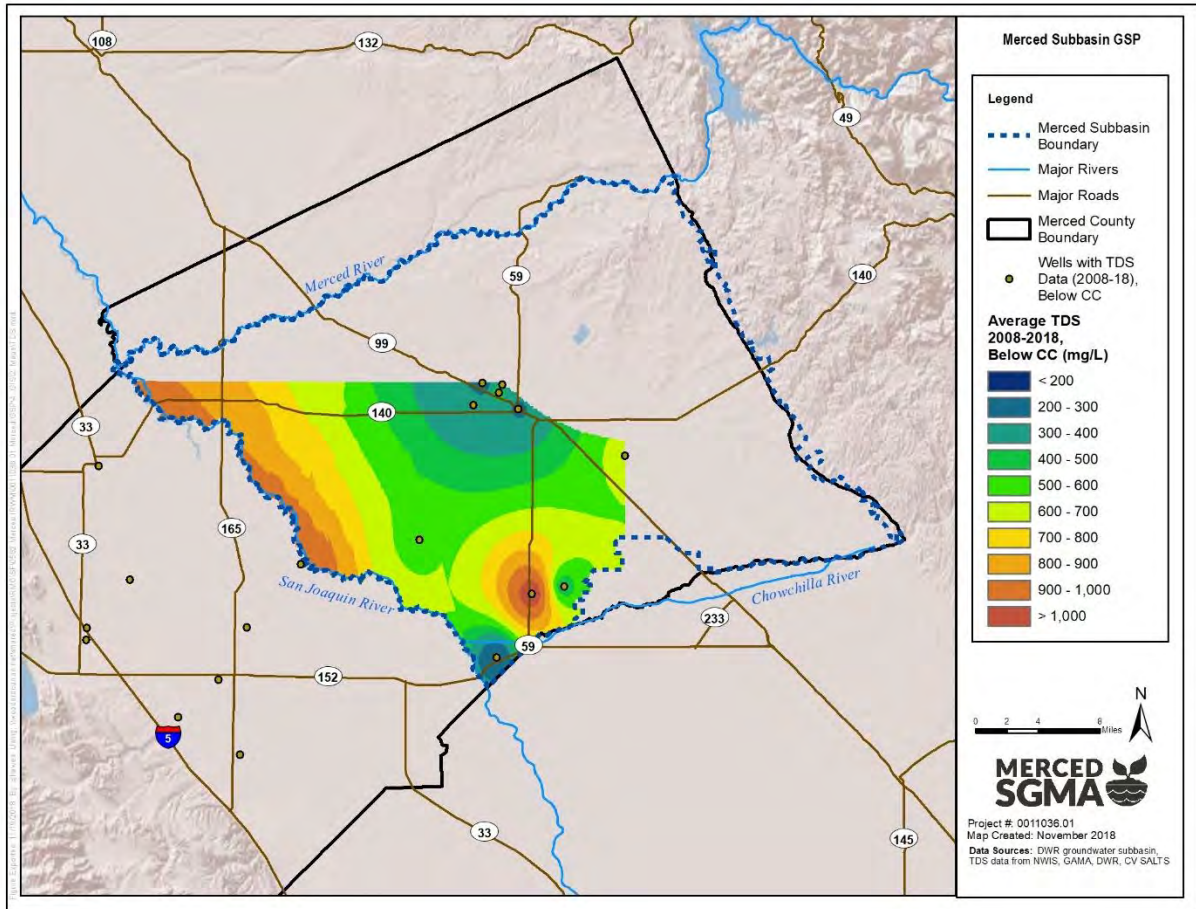 108
132
49
Merced River
59
140
99
140
33
33
165
San Joaquin River
Chowchilla River
233
59
152
5
33
145
Merced Subbasin GSP
Legend
Merced Subbasin
Boundary
Major Rivers
Major Roads
Merced County
Boundary
Wells with TDS
Data (2008-18),
Below CC
Average TDS
2008-2018,
Below CC (mg/L)
< 200
200 - 300
300 - 400
400 - 500
500 - 600
600 - 700
700 - 800
800 - 900
900 - 1,000
> 1,000
N
0 2 4 8
Miles
MERCED
SGMA
Project #: 0011036.01
Map Created: November 2018
Data Sources: DWR groundwater subbasin,
TDS data from NWIS, GAMA, DWR, CV SALTS